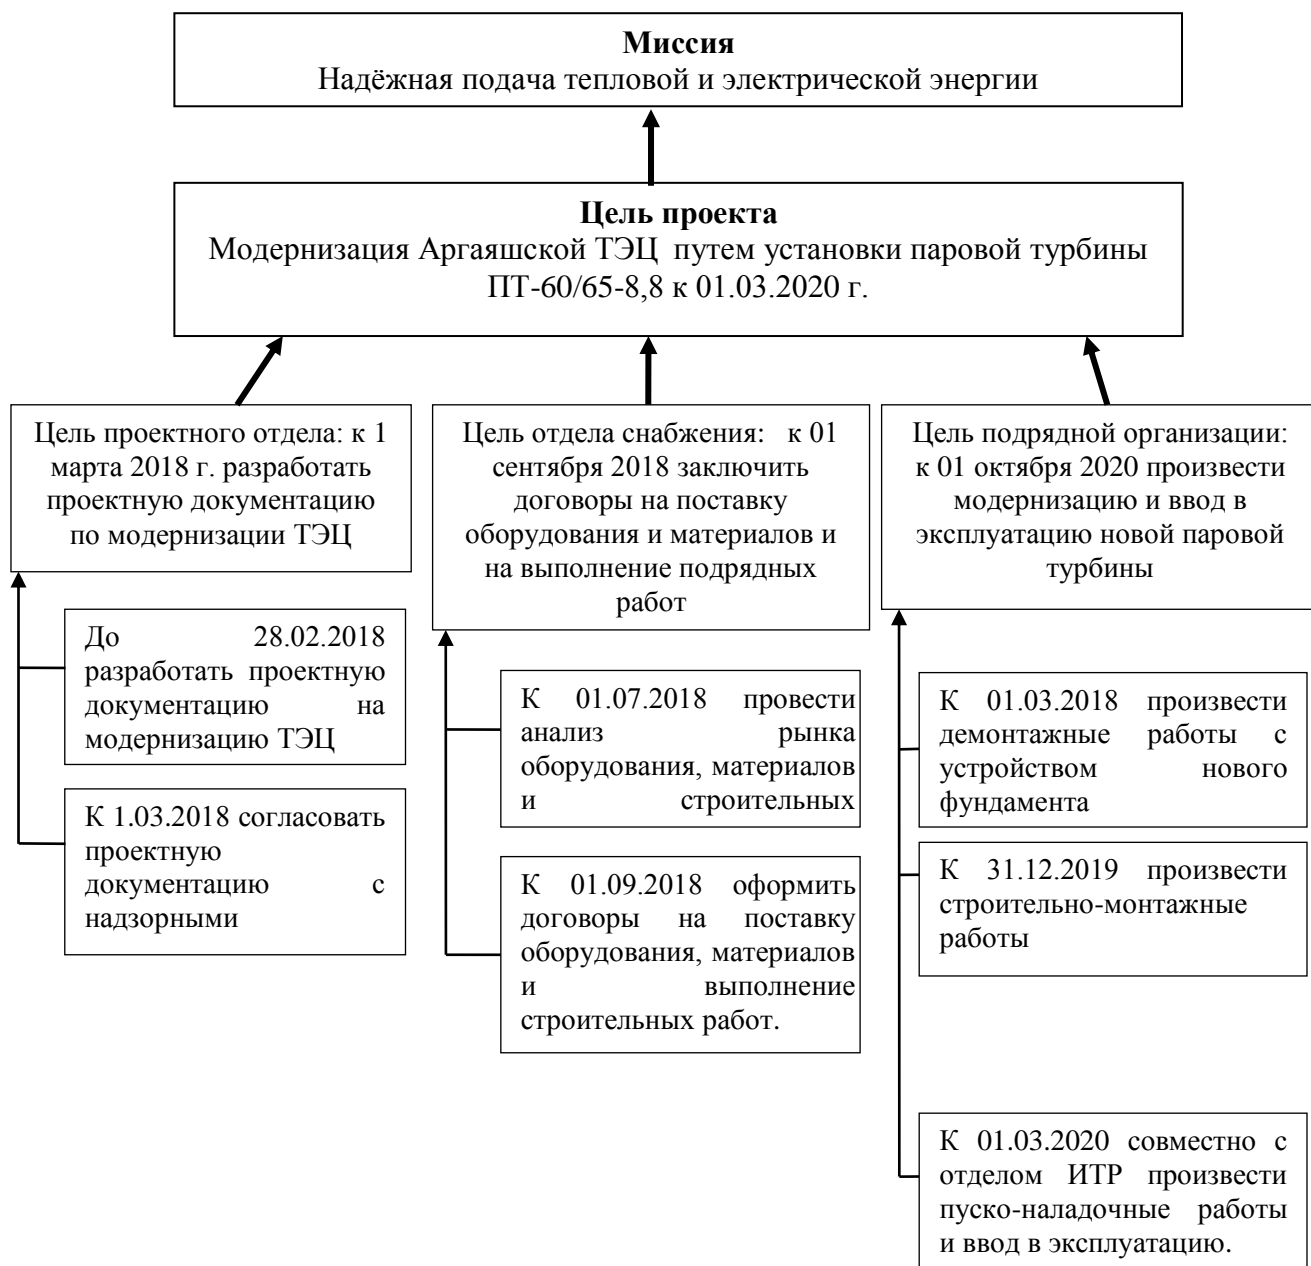 Миссия
Надёжная подача тепловой и электрической энергии
Цель проекта
Модернизация Аргаяшской ТЭЦ путем установки паровой турбины
ПТ-60/65-8,8 к 01.03.2020 г.
Цель проектного отдела: к 1
марта 2018 г. разработать
проектную документацию
по модернизации ТЭЦ
До 28.02.2018
разработать проектную
документацию на
модернизацию ТЭЦ
К 1.03.2018 согласовать
проектную
документацию с
надзорными
Цель отдела снабжения: к 01
сентября 2018 заключить
договоры на поставку
оборудования и материалов и
на выполнение подрядных
работ
К 01.07.2018 провести
анализ рынка
оборудования, материалов
и строительных
К 01.09.2018 оформить
договоры на поставку
оборудования, материалов
и выполнение
строительных работ.
Цель подрядной организации:
к 01 октября 2020 произвести
модернизацию и ввод в
эксплуатацию новой паровой
турбины
К 01.03.2018 произвести
демонтажные работы с
устройством нового
фундамента
К 31.12.2019 произвести
строительно-монтажные
работы
К 01.03.2020 совместно с
отделом ИТР произвести
пуско-наладочные работы
и ввод в эксплуатацию.